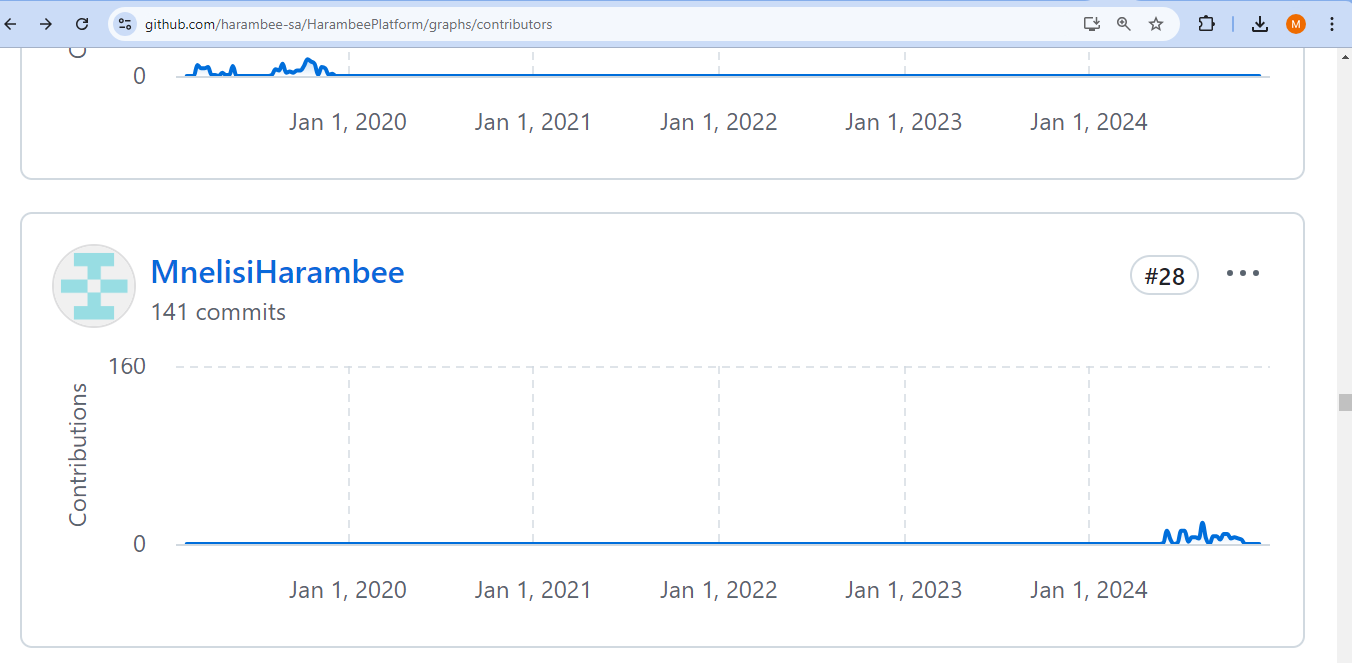 github.com/harambee-sa/HarambeePlatform/graphs/contributors
M
0
Jan 1, 2020 Jan 1, 2021 Jan 1, 2022 Jan 1, 2023 Jan 1, 2024
MnelisiHarambee
#28
141 commits
160
Contributions
0
Jan 1, 2020 Jan 1, 2021 Jan 1, 2022 Jan 1, 2023 Jan 1, 2024